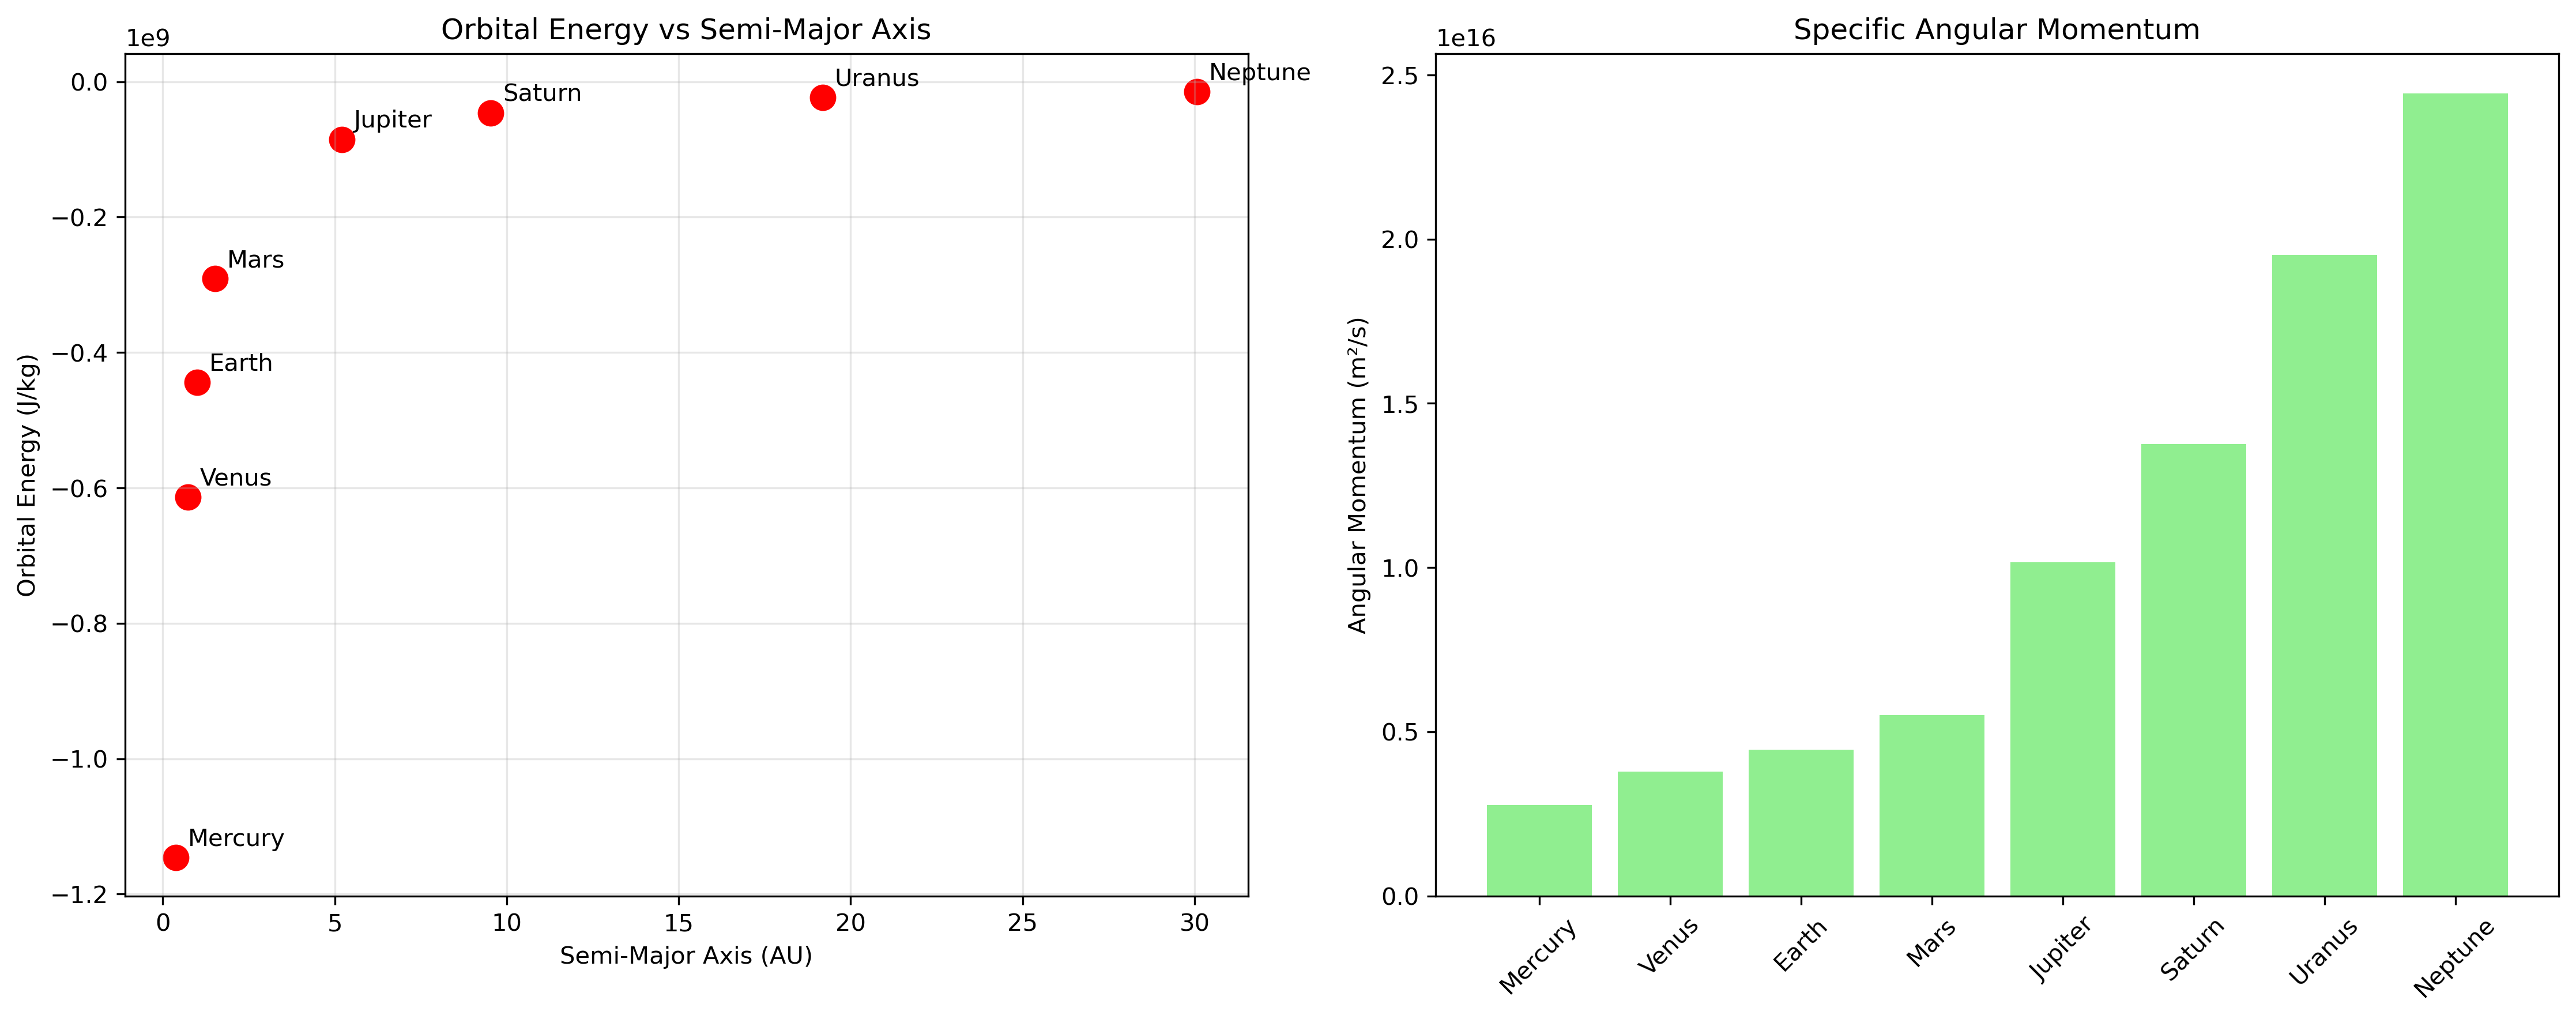 Orbital Energy vs Semi-Major Axis
1e9
0.0
−0.2
−0.4
−0.6
−0.8
−1.0
−1.2
Orbital Energy (J/kg)
Neptune
Uranus
Saturn
Jupiter
Mars
Earth
Venus
Mercury
0 5 10 15 20 25 30
Semi-Major Axis (AU)
Specific Angular Momentum
1e16
2.5
2.0
1.5
1.0
0.5
0.0
Angular Momentum (m²/s)
Mercury Venus Earth Mars Jupiter Saturn Uranus Neptune